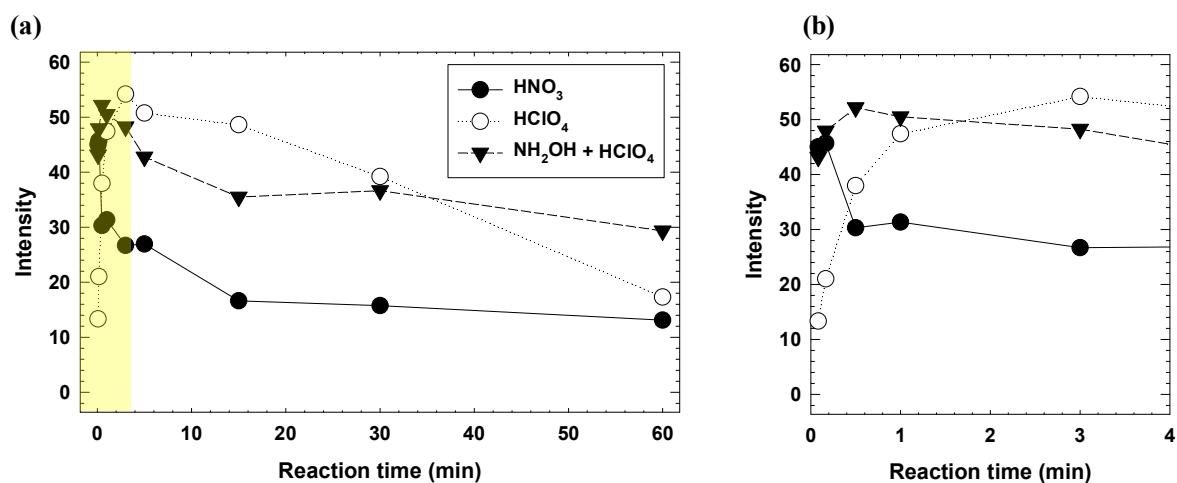 (a)
60
50
40
30
20
10
0
Intensity
HNO₃
HClO₄
NH₂OH + HClO₄
0 10 20 30 40 50 60
Reaction time (min)
(b)
60
50
40
30
20
10
0
Intensity
0 1 2 3 4
Reaction time (min)